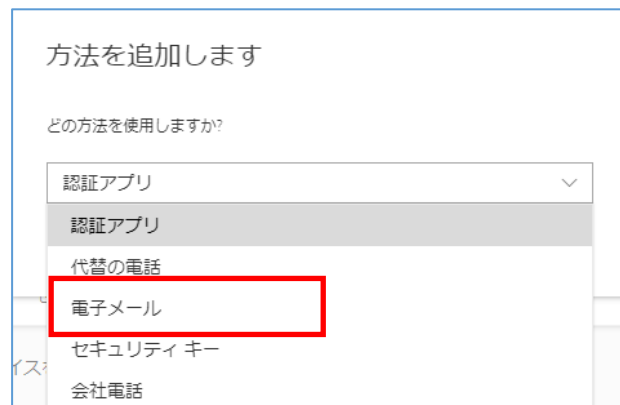 方法を追加します
どの方法を使用しますか?
認証アプリ
認証アプリ
代替の電話
電子メール
セキュリティ キー
イス
会社電話